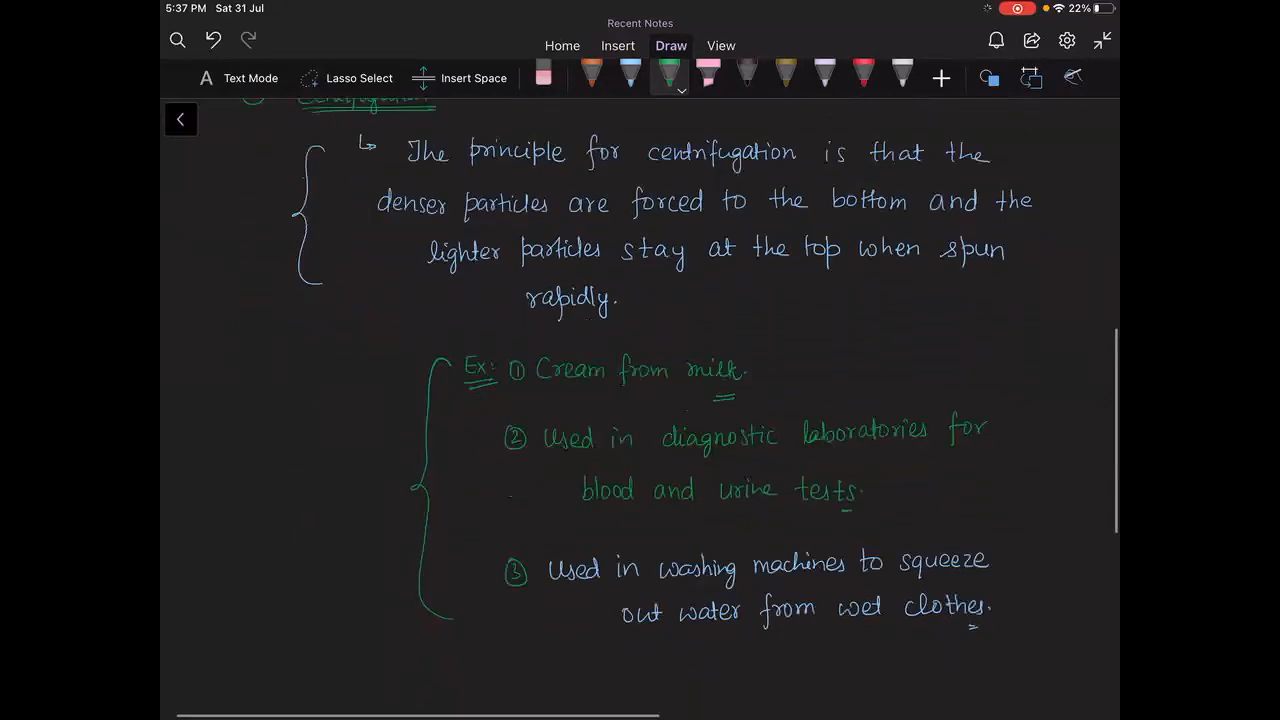 5:37 PM Sat 31 Jul
22%
Recent Notes
Home Insert Draw View
Text Mode Lasso Select Insert Space
Centrifugation
↳ The principle for centrifugation is that the
denser particles are forced to the bottom and the
lighter particles stay at the top when spun
rapidly.
Ex: ① Cream from milk.
② Used in diagnostic laboratories for
blood and urine tests.
③ Used in washing machines to squeeze
out water from wet clothes.